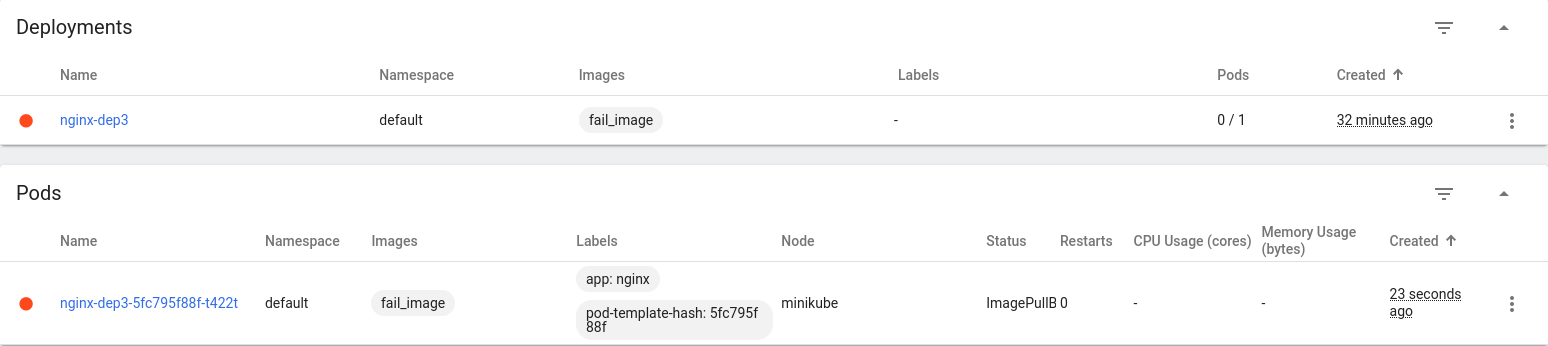 Deployments
Name Namespace Images Labels Pods Created
nginx-dep3 default fail_image - 0 / 1 32 minutes ago
Pods
Name Namespace Images Labels Node Status Restarts CPU Usage (cores) Memory Usage (bytes) Created
nginx-dep3-5fc795f88f-t422t default fail_image app: nginx
pod-template-hash: 5fc795f
88f
minikube ImagePullB 0 - - 23 seconds
ago